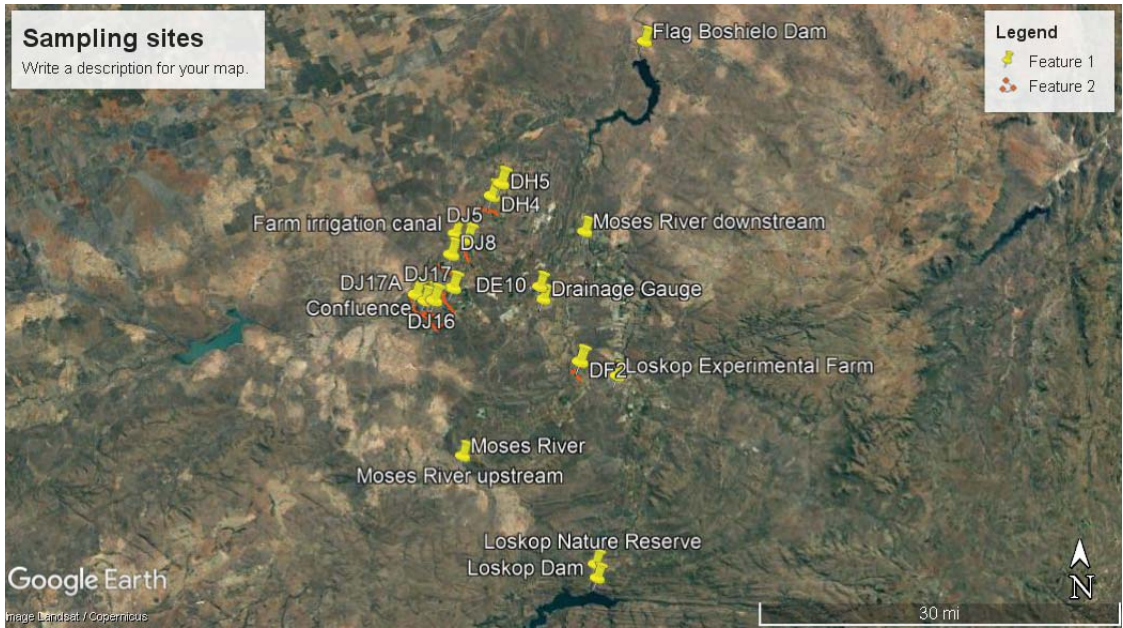 Sampling sites
Write a description for your map.
Legend
Feature 1
Feature 2
Flag Boshielo Dam
DH5
DH4
DJ5
Farm irrigation canal
Moses River downstream
DJ8
DJ17
DJ17A
DE10
Drainage Gauge
Confluence
DJ16
DF2
Loskop Experimental Farm
Moses River
Moses River upstream
Loskop Nature Reserve
Loskop Dam
Google Earth
Image Landsat / Copernicus
N
30 mi